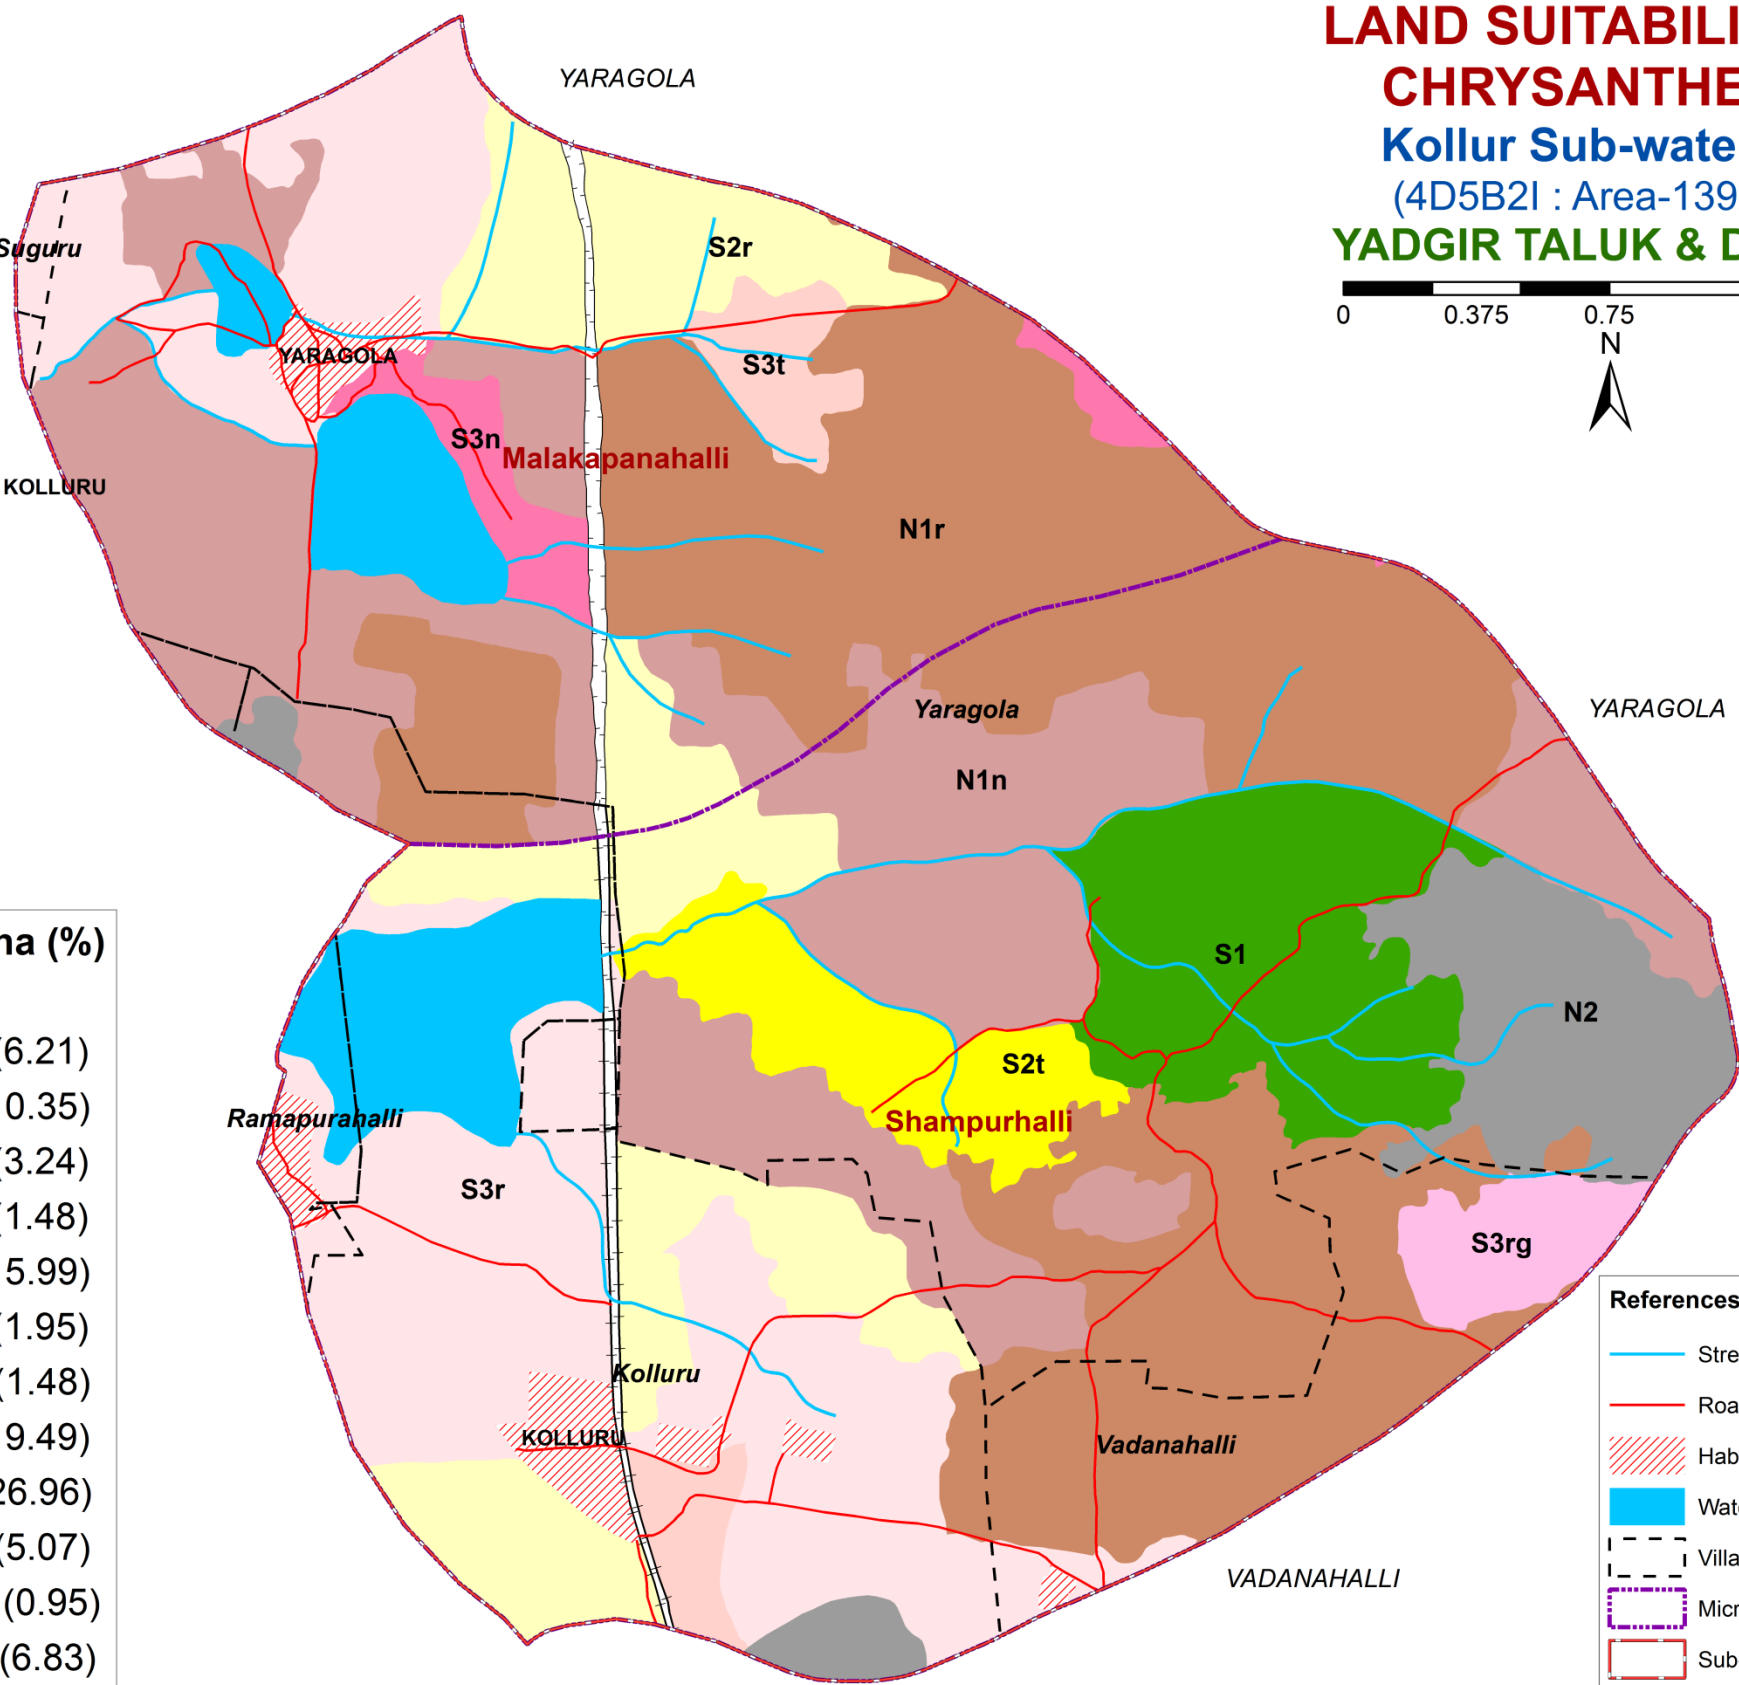 LAND SUITABILI
CHRYSANTHE
Kollur Sub-wate
(4D5B2I : Area-139
YADGIR TALUK & D
0 0.375 0.75
N
YARAGOLA
Suguru
S2r
YARAGOLA
S3t
S3n
Malakapanahalli
KOLLURU
N1r
Yaragola
YARAGOLA
N1n
S1
N2
S2t
Ramapurahalli
Shampurhalli
S3r
S3rg
Kolluru
KOLLURU
Vadanahalli
VADANAHALLI
ha (%)
(6.21)
0.35)
(3.24)
(1.48)
5.99)
(1.95)
(1.48)
9.49)
26.96)
(5.07)
(0.95)
(6.83)
References
Stre
Roa
Hab
Wate
Villa
Micr
Sub